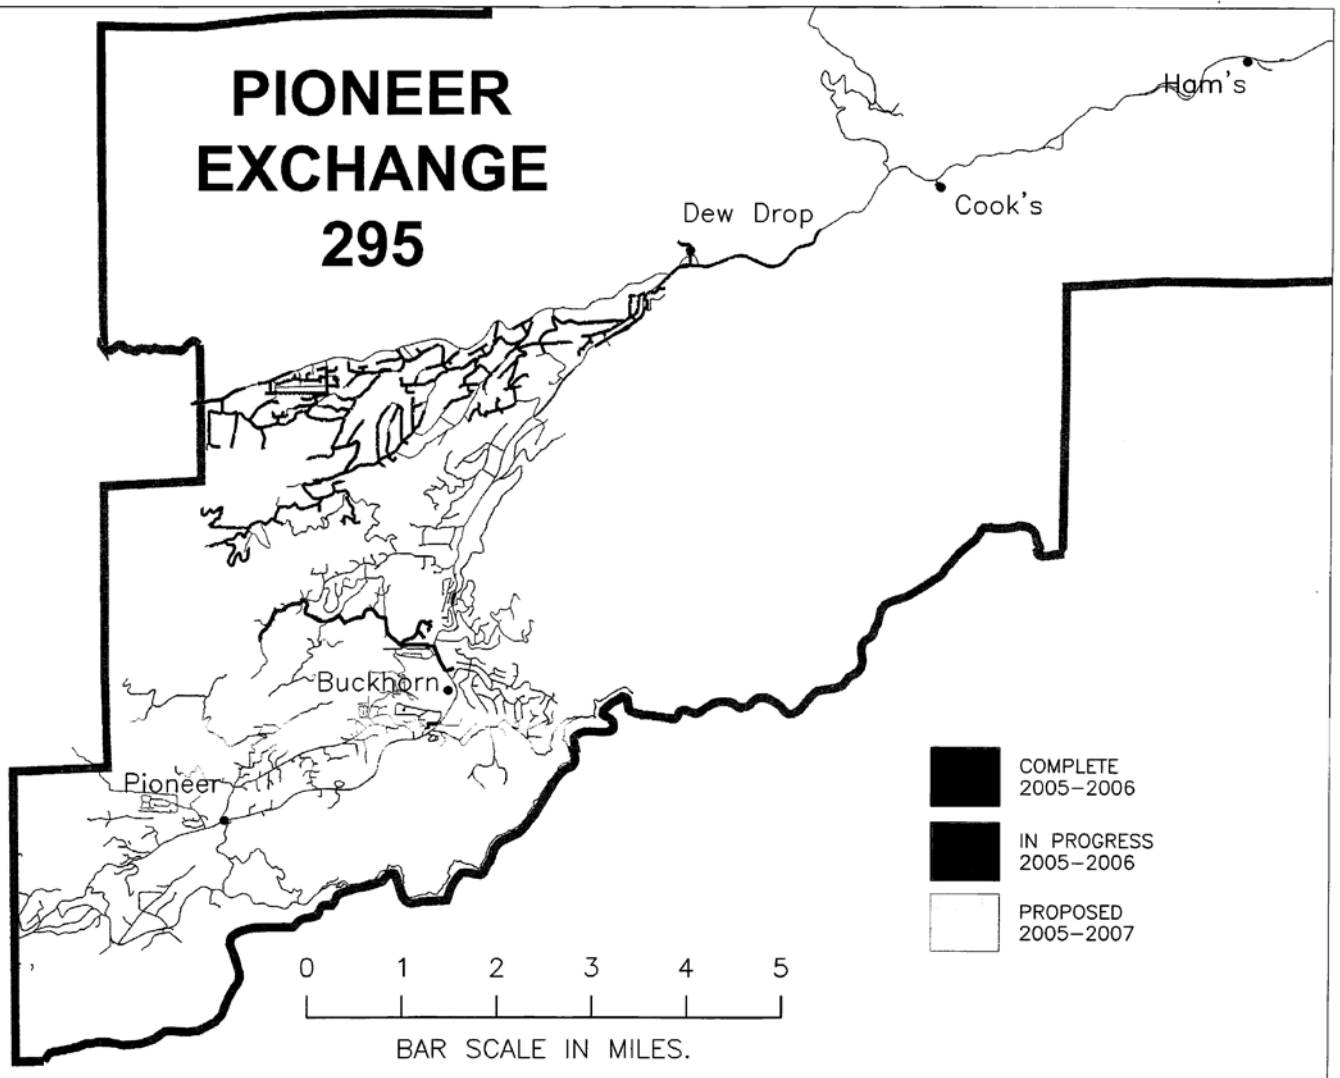 PIONEER
EXCHANGE
295
Ham's
Cook's
Dew Drop
Buckhorn
Pioneer
COMPLETE
2005-2006
IN PROGRESS
2005-2006
PROPOSED
2005-2007
0 1 2 3 4 5
BAR SCALE IN MILES.